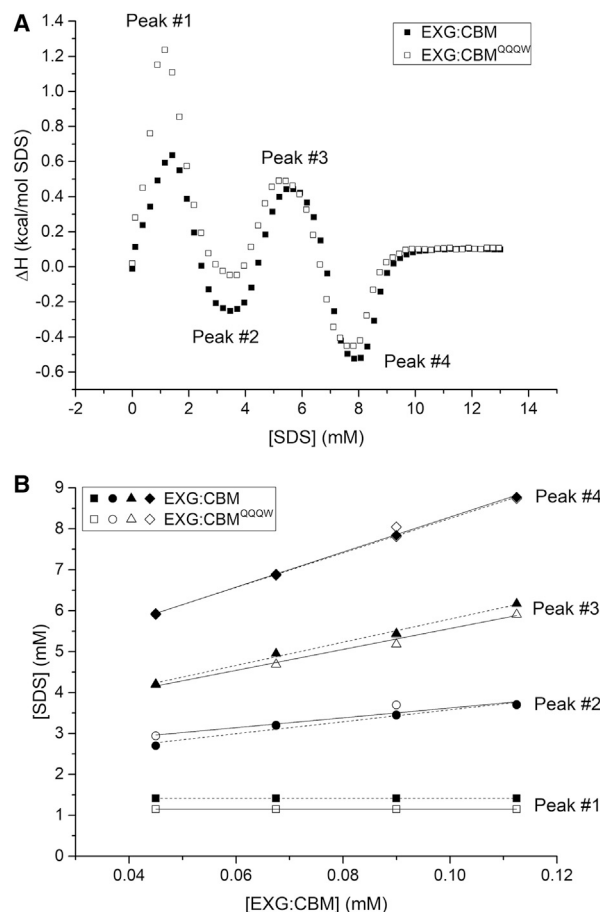 A
Peak #1
EXG:CBM
EXG:CBM^QQQW
Peak #3
Peak #2
Peak #4
ΔH (kcal/mol SDS)
1.4
1.2
1.0
0.8
0.6
0.4
0.2
0.0
-0.2
-0.4
-0.6
-2 0 2 4 6 8 10 12 14
[SDS] (mM)
B
EXG:CBM
EXG:CBM^QQQW
Peak #4
Peak #3
Peak #2
Peak #1
[SDS] (mM)
9
8
7
6
5
4
3
2
1
0
0.04 0.06 0.08 0.10 0.12
[EXG:CBM] (mM)